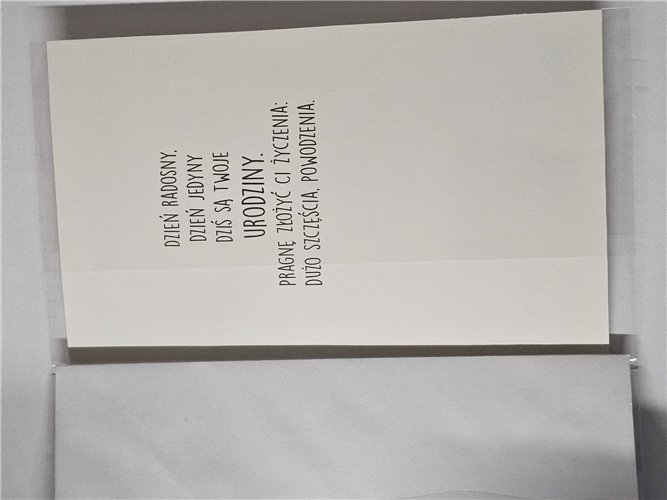 DZIEŃ RADOSNY,
DZIEŃ JEDYNY
DZIŚ SĄ TWOJE
URODZINY.
PRAGNĘ ZŁOŻYĆ CI ŻYCZENIA:
DUŻO SZCZĘŚCIA, POWODZENIA.